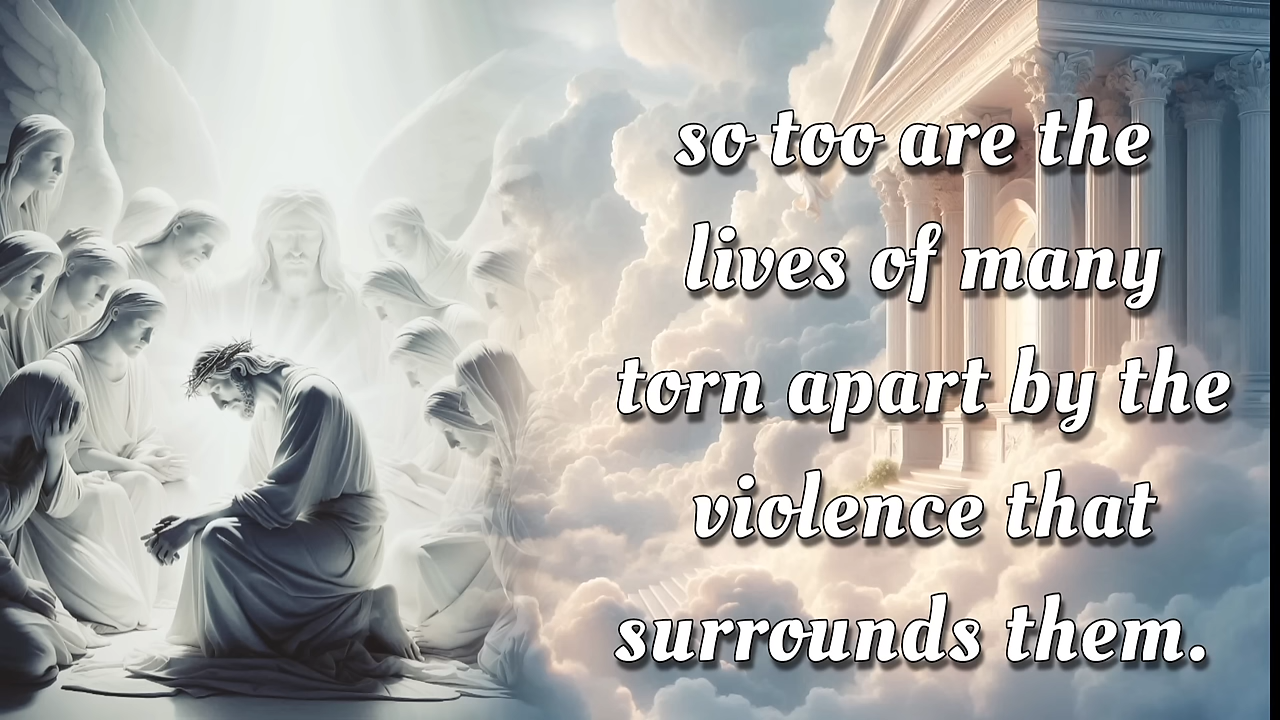 so too are the
lives of many
torn apart by the
violence that
surrounds them.